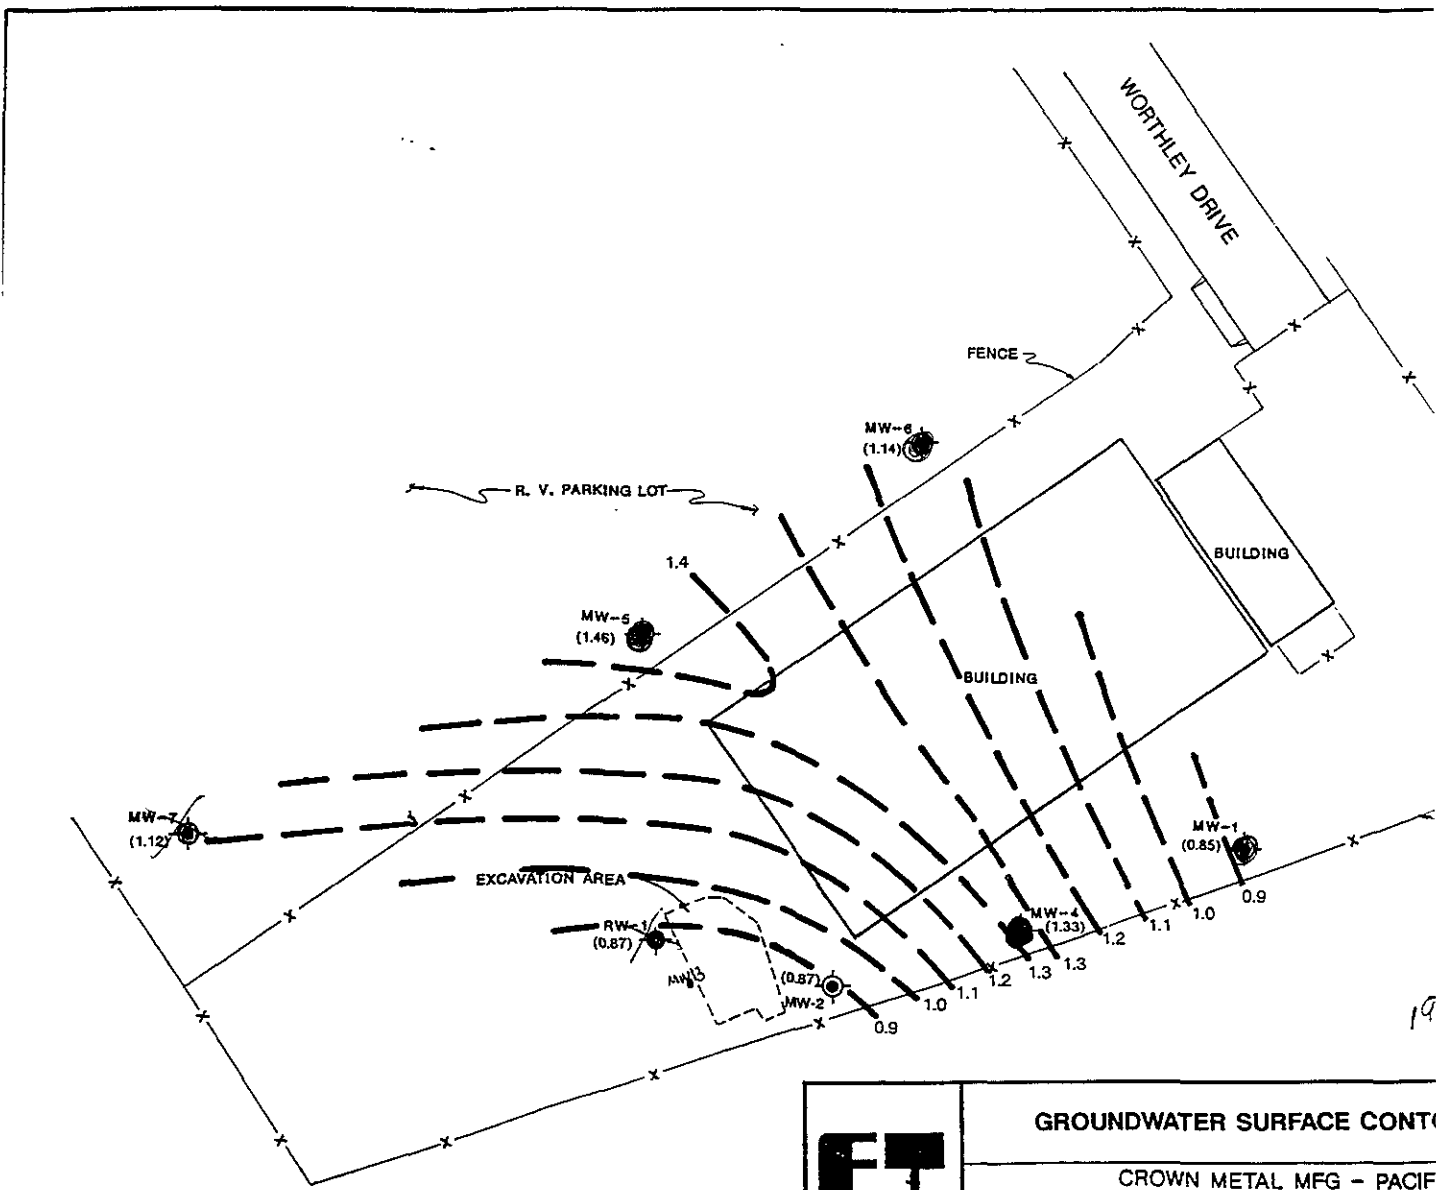 WORTHLEY DRIVE
FENCE
MW-6
(1.14)
R. V. PARKING LOT
BUILDING
1.4
MW-5
(1.46)
BUILDING
MW-7
(1.12)
MW-1
(0.85)
EXCAVATION AREA
RW-1
(0.87)
MW-4
(1.33)
MW3
(0.87)
MW-2
0.9
1.0
1.1
1.2
1.3
1.3
1.2
1.1
1.0
0.9
19
GROUNDWATER SURFACE CONTO
CROWN METAL MFG - PACIF